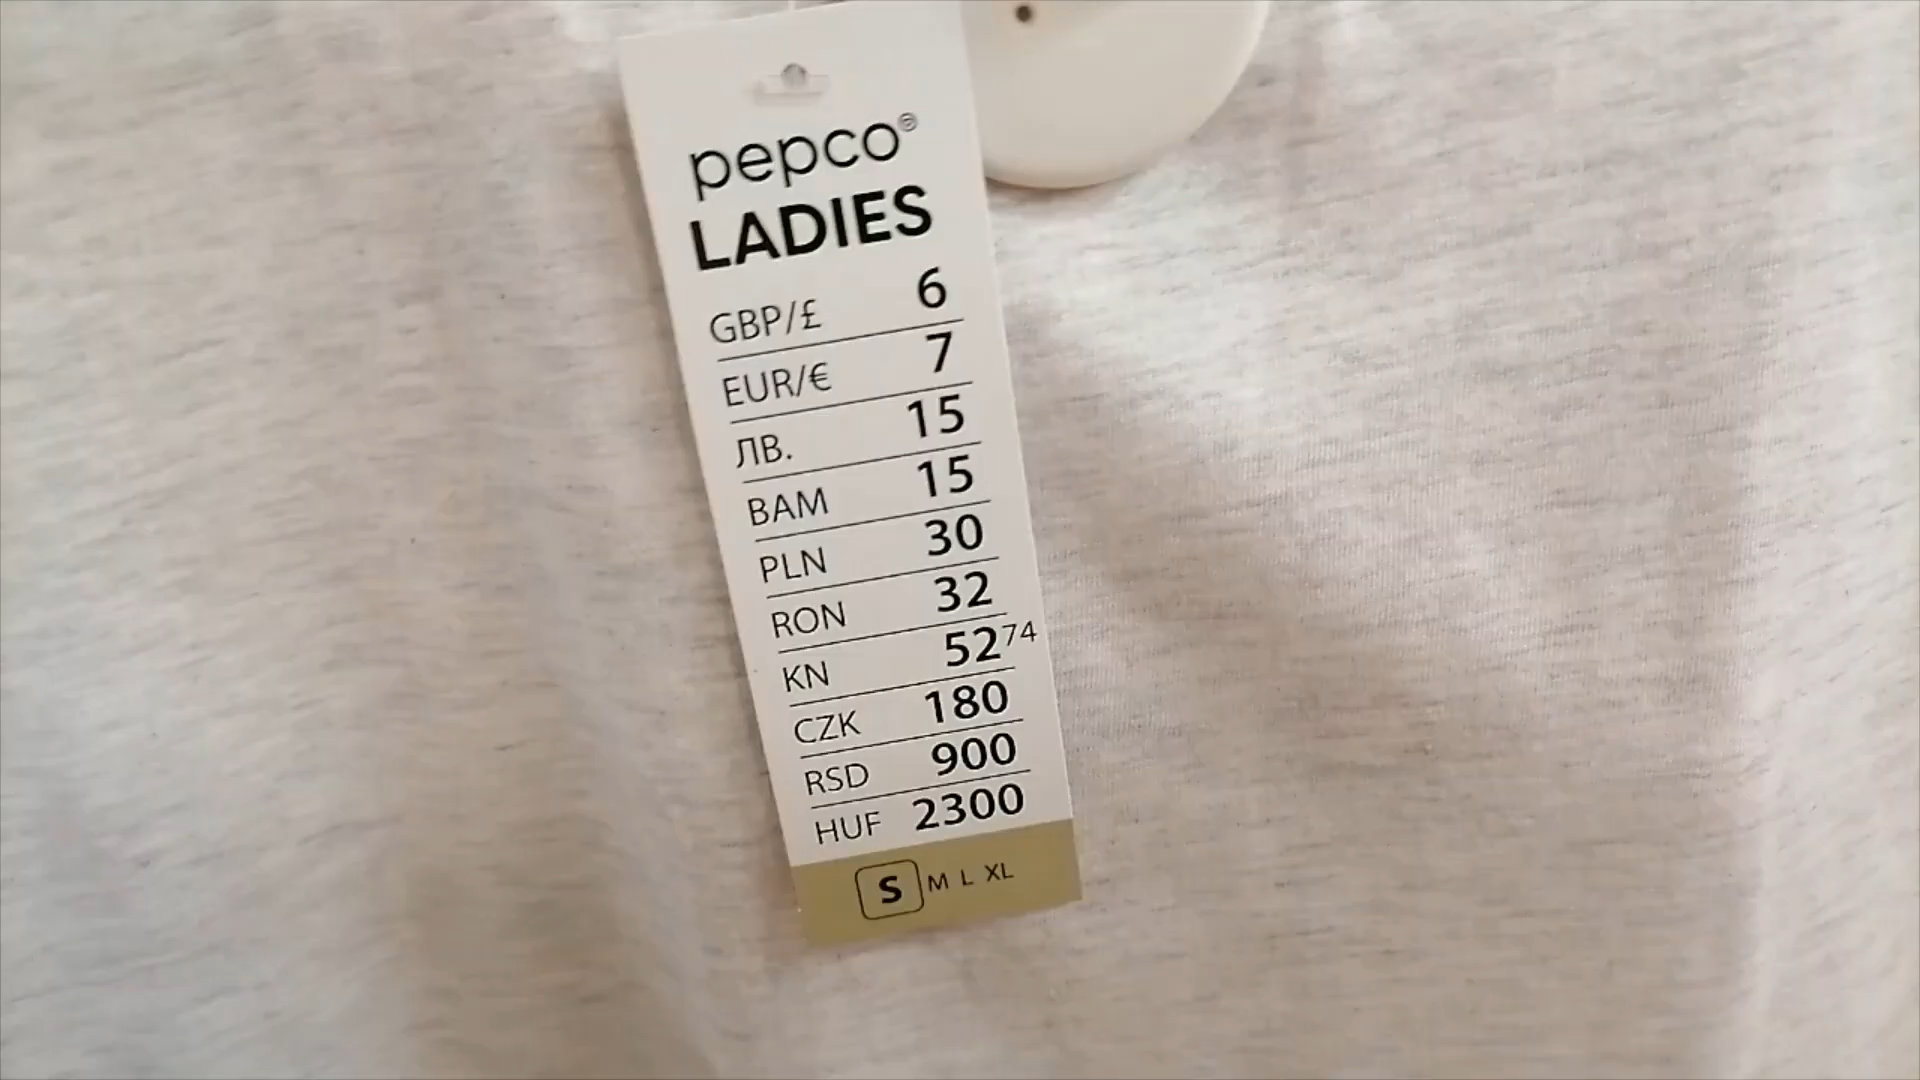 pepco®
LADIES
GBP/£ 6
EUR/€ 7
ЛВ. 15
BAM 15
PLN 30
RON 32
KN 52⁷⁴
CZK 180
RSD 900
HUF 2300
S M L XL